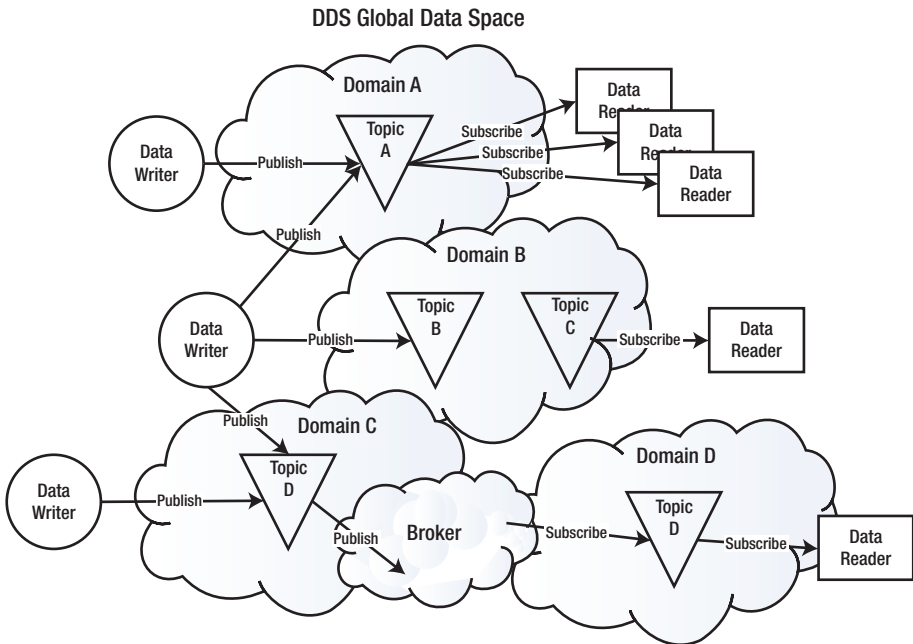 DDS Global Data Space
Domain A
Data
Reader
Topic
A
Subscribe
Data
Reader
Data
Writer
Publish
Subscribe
Subscribe
Data
Reader
Publish
Domain B
Topic
B
Topic
C
Data
Writer
Publish
Subscribe
Data
Reader
Publish
Domain C
Domain D
Topic
D
Data
Writer
Publish
Publish
Broker
Subscribe
Topic
D
Subscribe
Data
Reader